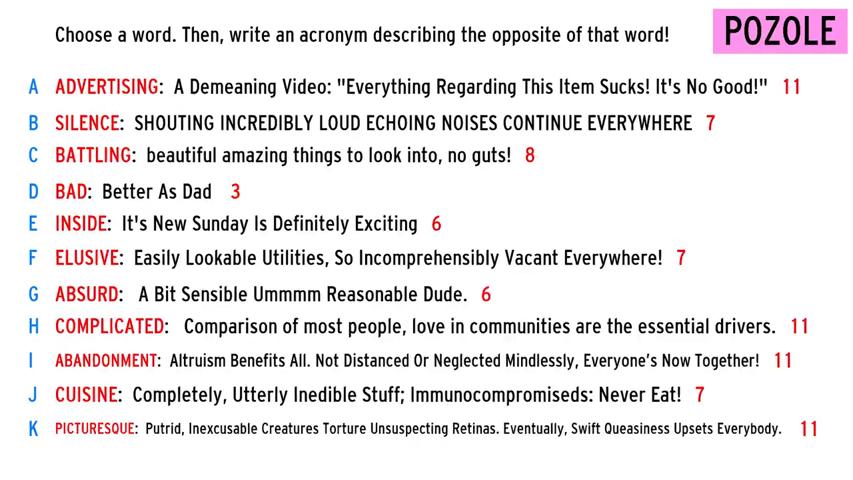 Choose a word. Then, write an acronym describing the opposite of that word!
POZOLE
A ADVERTISING: A Demeaning Video: "Everything Regarding This Item Sucks! It's No Good!" 11
B SILENCE: SHOUTING INCREDIBLY LOUD ECHOING NOISES CONTINUE EVERYWHERE 7
C BATTLING: beautiful amazing things to look into, no guts! 8
D BAD: Better As Dad 3
E INSIDE: It's New Sunday Is Definitely Exciting 6
F ELUSIVE: Easily Lookable Utilities, So Incomprehensibly Vacant Everywhere! 7
G ABSURD: A Bit Sensible Ummmm Reasonable Dude. 6
H COMPLICATED: Comparison of most people, love in communities are the essential drivers. 11
I ABANDONMENT: Altruism Benefits All. Not Distanced Or Neglected Mindlessly, Everyone's Now Together! 11
J CUISINE: Completely, Utterly Inedible Stuff; Immunocompromiseds: Never Eat! 7
K PICTURESQUE: Putrid, Inexcusable Creatures Torture Unsuspecting Retinas. Eventually, Swift Queasiness Upsets Everybody. 11